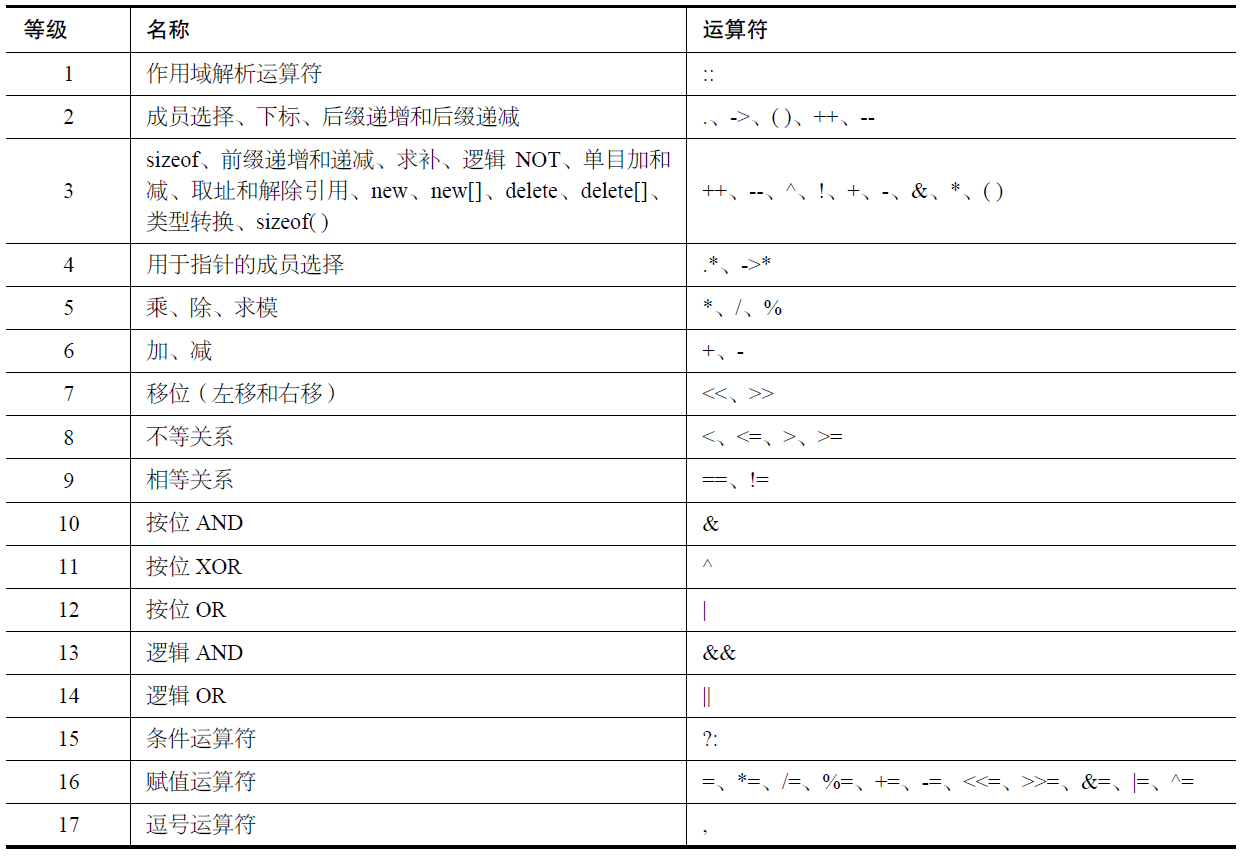 等级 名称 运算符
1 作用域解析运算符 ::
2 成员选择、下标、后缀递增和后缀递减 .、->、( )、++、--
sizeof、前缀递增和递减、求补、逻辑 NOT、单目加和
3 减、取址和解除引用、new、new[]、delete、delete[]、 ++、--、^、!、+、-、&、*、( )
类型转换、sizeof( )
4 用于指针的成员选择 .*、->*
5 乘、除、求模 *、/、%
6 加、减 +、-
7 移位（左移和右移） <<、>>
8 不等关系 <、<=、>、>=
9 相等关系 ==、!=
10 按位 AND &
11 按位 XOR ^
12 按位 OR |
13 逻辑 AND &&
14 逻辑 OR ||
15 条件运算符 ?:
16 赋值运算符 =、*=、/=、%=、+=、-=、<<=、>>=、&=、|=、^=
17 逗号运算符 ,